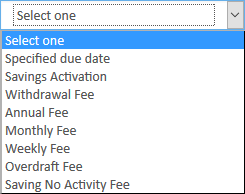 Select one
Select one
Specified due date
Savings Activation
Withdrawal Fee
Annual Fee
Monthly Fee
Weekly Fee
Overdraft Fee
Saving No Activity Fee